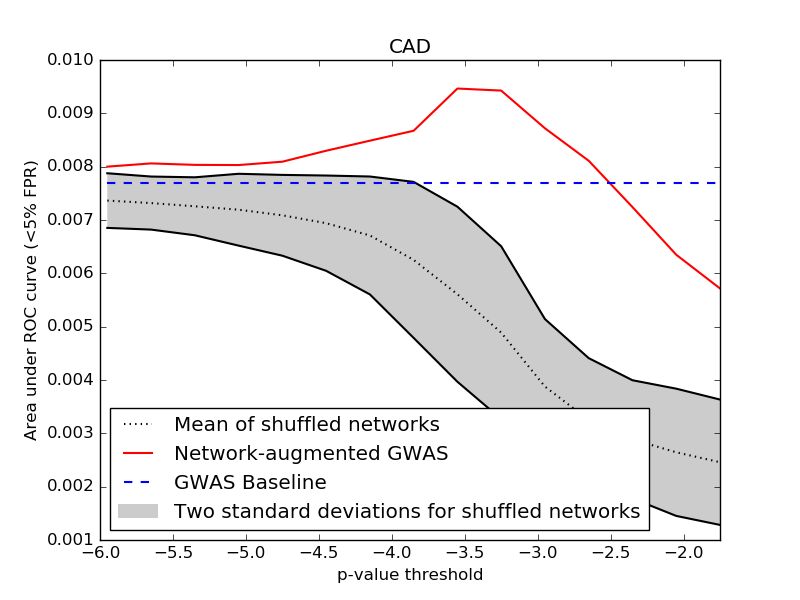 CAD
Area under ROC curve (<5% FPR)
0.010
0.009
0.008
0.007
0.006
0.005
0.004
0.003
0.002
0.001
Mean of shuffled networks
Network-augmented GWAS
GWAS Baseline
Two standard deviations for shuffled networks
−6.0 −5.5 −5.0 −4.5 −4.0 −3.5 −3.0 −2.5 −2.0
p-value threshold